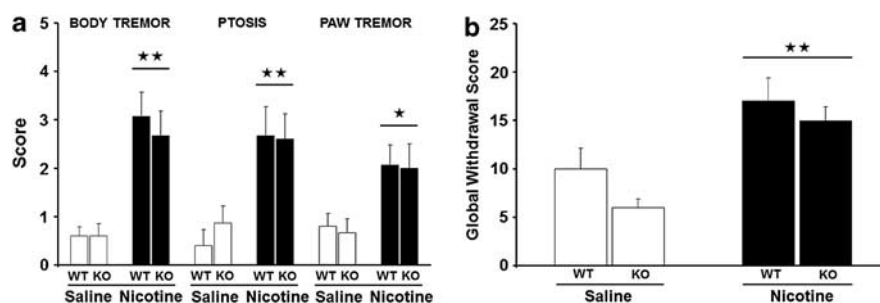 a
BODY TREMOR PTOSIS PAW TREMOR
Score
5
4
3
2
1
0
★★ ★★ ★
WT KO WT KO WT KO WT KO WT KO WT KO
Saline Nicotine Saline Nicotine Saline Nicotine
b
Global Withdrawal Score
25
20
15
10
5
0
★★
WT KO WT KO
Saline Nicotine